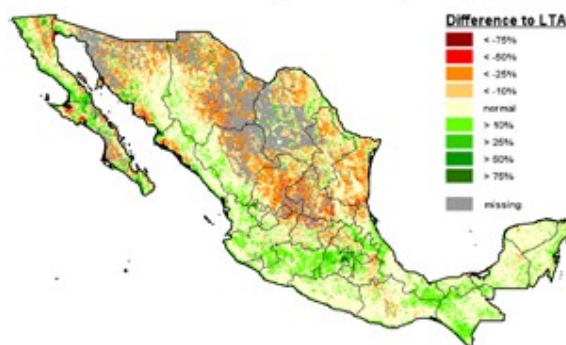 Difference to LTA
< -75%
< -50%
< -25%
< -10%
normal
> 10%
> 25%
> 50%
> 75%
missing